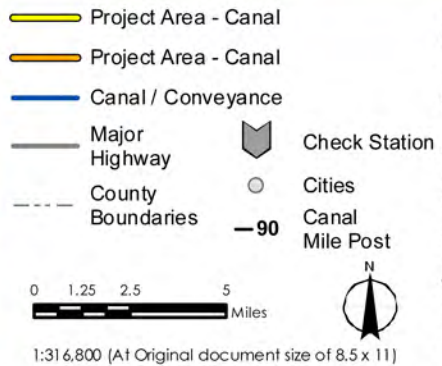 Project Area - Canal
Project Area - Canal
Canal / Conveyance
Major
Highway
County
Boundaries
Check Station
Cities
90
Canal
Mile Post
0 1.25 2.5 5
Miles
N
1:316,800 (At Original document size of 8.5 x 11)